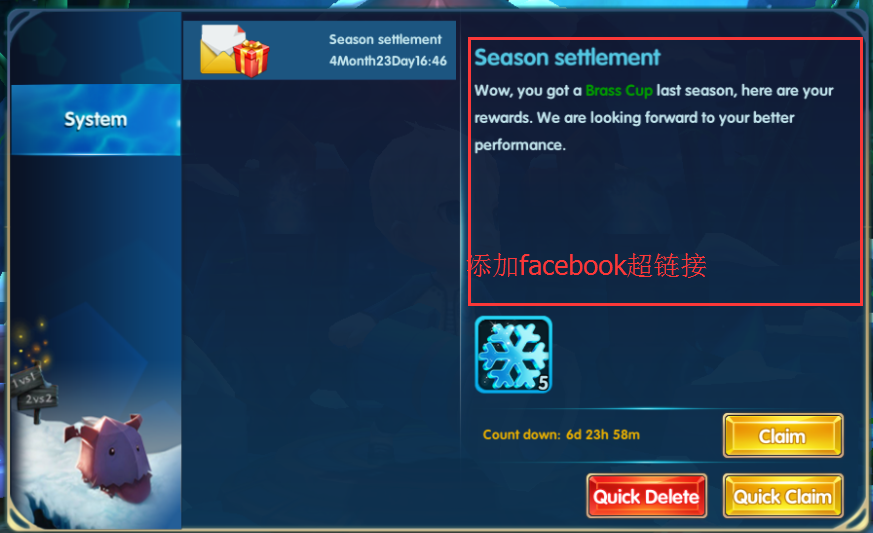 Season settlement
4Month23Day16:46
System
Season settlement
Wow, you got a Brass Cup last season, here are your
rewards. We are looking forward to your better
performance.
添加facebook超链接
5
1vs1
2vs2
Count down: 6d 23h 58m
Claim
Quick Delete
Quick Claim